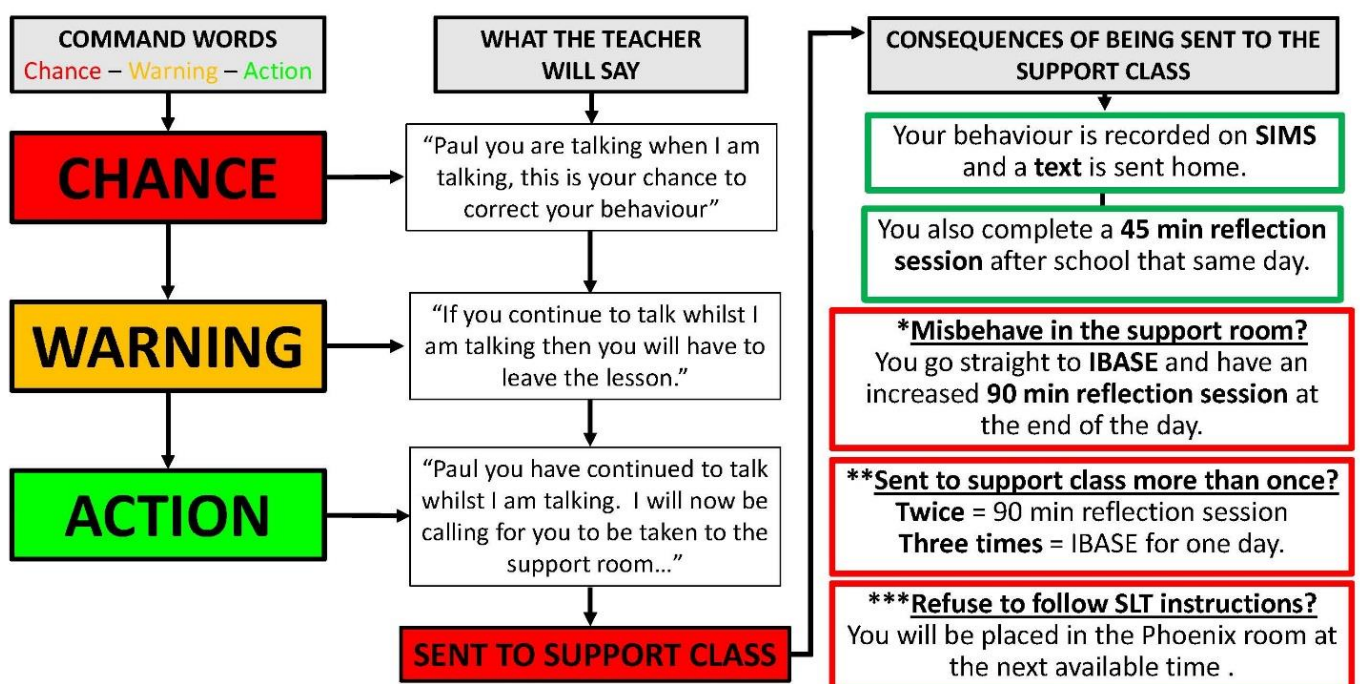 COMMAND WORDS
Chance – Warning – Action
CHANCE
WARNING
ACTION
WHAT THE TEACHER
WILL SAY
“Paul you are talking when I am
talking, this is your chance to
correct your behaviour”
“If you continue to talk whilst I
am talking then you will have to
leave the lesson.”
“Paul you have continued to talk
whilst I am talking.  I will now be
calling for you to be taken to the
support room…”
SENT TO SUPPORT CLASS
CONSEQUENCES OF BEING SENT TO THE
SUPPORT CLASS
Your behaviour is recorded on SIMS
and a text is sent home.
You also complete a 45 min reflection
session after school that same day.
*Misbehave in the support room?
You go straight to IBASE and have an
increased 90 min reflection session at
the end of the day.
**Sent to support class more than once?
Twice = 90 min reflection session
Three times = IBASE for one day.
***Refuse to follow SLT instructions?
You will be placed in the Phoenix room at
the next available time .